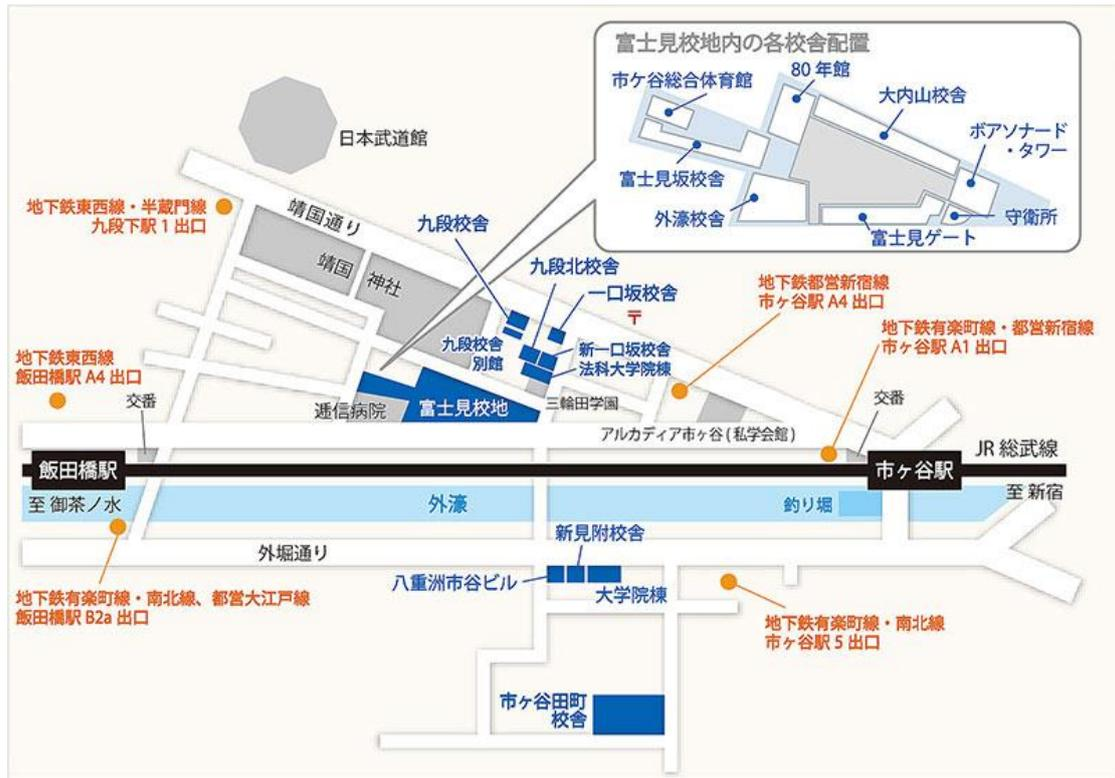 富士見校地内の各校舎配置
80 年館
市ケ谷総合体育館
大内山校舎
ボアソナード
・タワー
富士見坂校舎
外濠校舎
守衛所
富士見ゲート
日本武道館
地下鉄東西線・半蔵門線
九段下駅 1 出口
靖国通り
靖国
神社
九段校舎
九段北校舎
一口坂校舎
〒
地下鉄都営新宿線
市ヶ谷駅 A4 出口
地下鉄有楽町線・都営新宿線
市ヶ谷駅 A1 出口
九段校舎
別館
新一口坂校舎
法科大学院棟
地下鉄東西線
飯田橋駅 A4 出口
交番
逓信病院
富士見校地
三輪田学園
交番
アルカディア市ヶ谷 ( 私学会館 )
JR 総武線
飯田橋駅
市ヶ谷駅
至 御茶ノ水
外濠
釣り堀
至 新宿
外堀通り
新見附校舎
八重洲市谷ビル
大学院棟
地下鉄有楽町線・南北線、都営大江戸線
飯田橋駅 B2a 出口
地下鉄有楽町線・南北線
市ヶ谷駅 5 出口
市ヶ谷田町
校舎